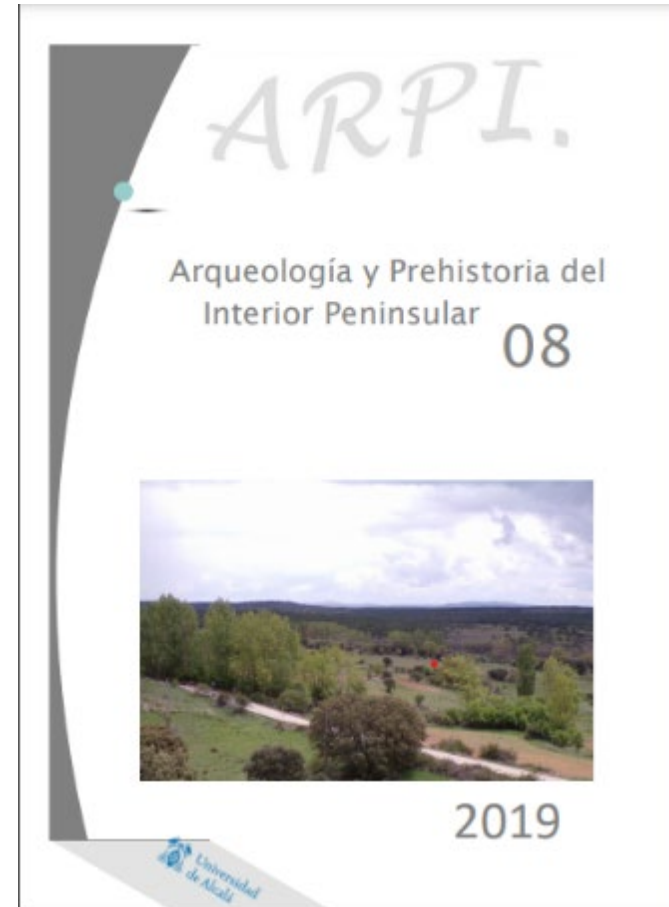 ARPI.
Arqueología y Prehistoria del
Interior Peninsular
08
2019
Universidad
de Alcalá